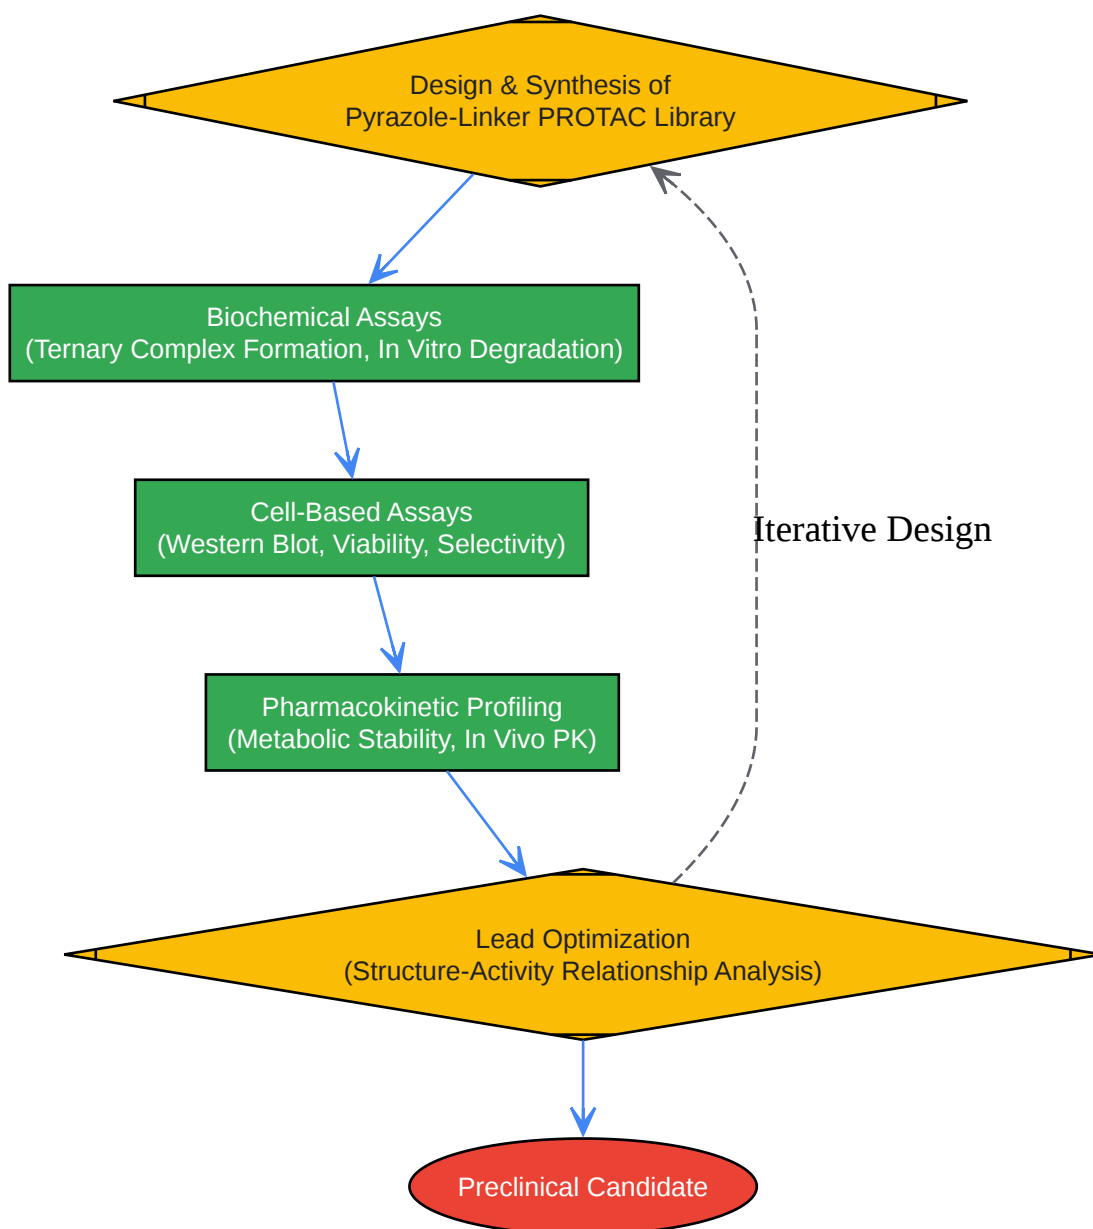 Design & Synthesis of
Pyrazole-Linker PROTAC Library
Biochemical Assays
(Ternary Complex Formation, In Vitro Degradation)
Cell-Based Assays
(Western Blot, Viability, Selectivity)
Iterative Design
Pharmacokinetic Profiling
(Metabolic Stability, In Vivo PK)
Lead Optimization
(Structure-Activity Relationship Analysis)
Preclinical Candidate